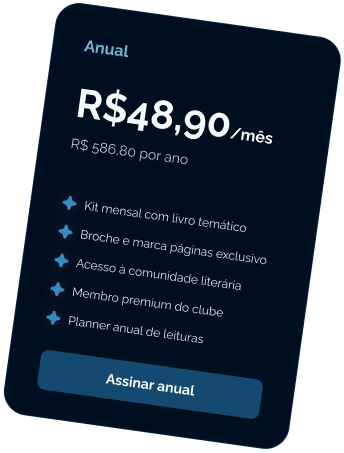 Anual
R$48,90/mês
R$ 586,80 por ano
Kit mensal com livro temático
Broche e marca páginas exclusivo
Acesso à comunidade literária
Membro premium do clube
Planner anual de leituras
Assinar anual